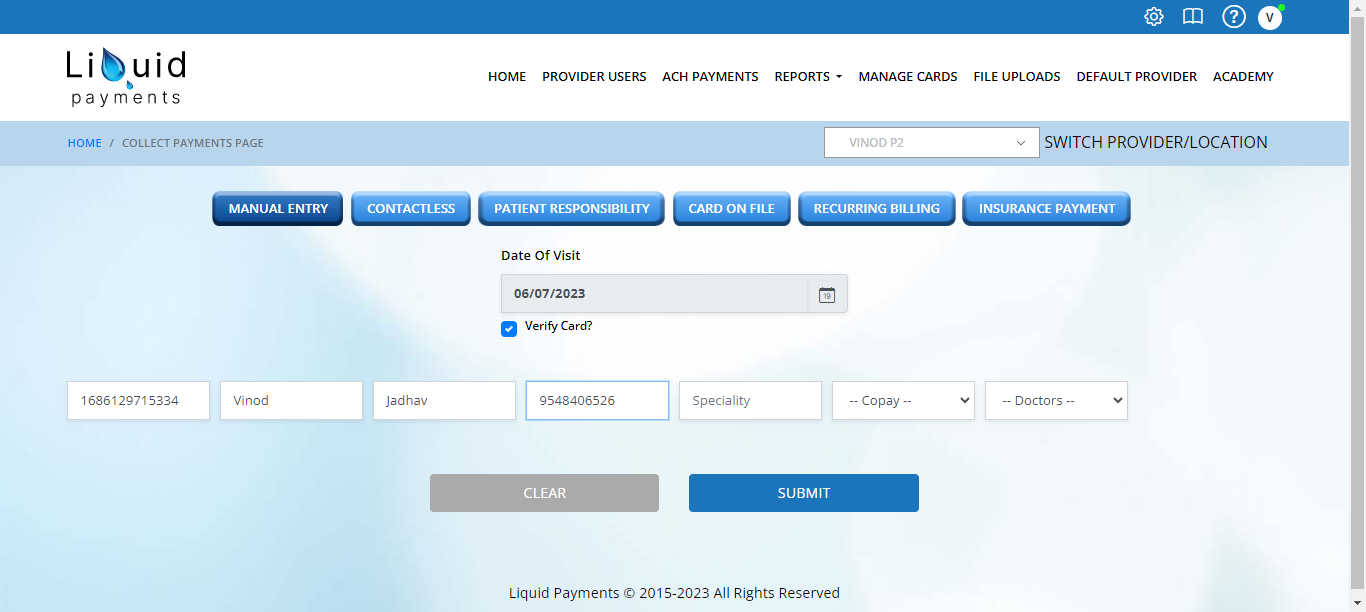 V
Liquid
payments
HOME PROVIDER USERS ACH PAYMENTS REPORTS MANAGE CARDS FILE UPLOADS DEFAULT PROVIDER ACADEMY
HOME / COLLECT PAYMENTS PAGE VINOD P2 SWITCH PROVIDER/LOCATION
MANUAL ENTRY CONTACTLESS PATIENT RESPONSIBILITY CARD ON FILE RECURRING BILLING INSURANCE PAYMENT
Date Of Visit
06/07/2023 19
Verify Card?
1686129715334 Vinod Jadhav 9548406526 Speciality -- Copay -- -- Doctors --
CLEAR SUBMIT
Liquid Payments © 2015-2023 All Rights Reserved